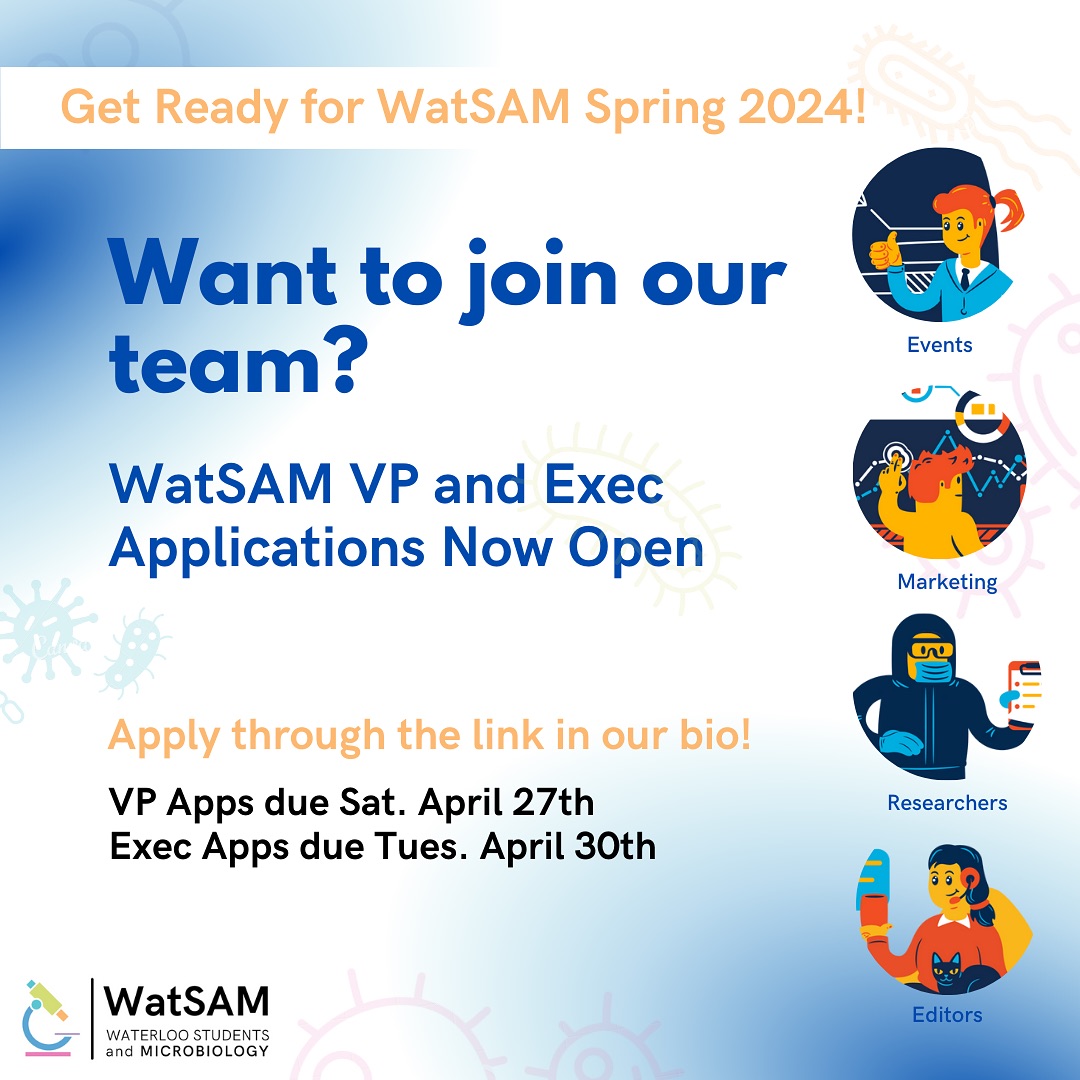 Get Ready for WatSAM Spring 2024!
Want to join our
team?
WatSAM VP and Exec
Applications Now Open
Apply through the link in our bio!
VP Apps due Sat. April 27th
Exec Apps due Tues. April 30th
Events
Marketing
Researchers
Editors
Canva
WatSAM
WATERLOO STUDENTS
and MICROBIOLOGY